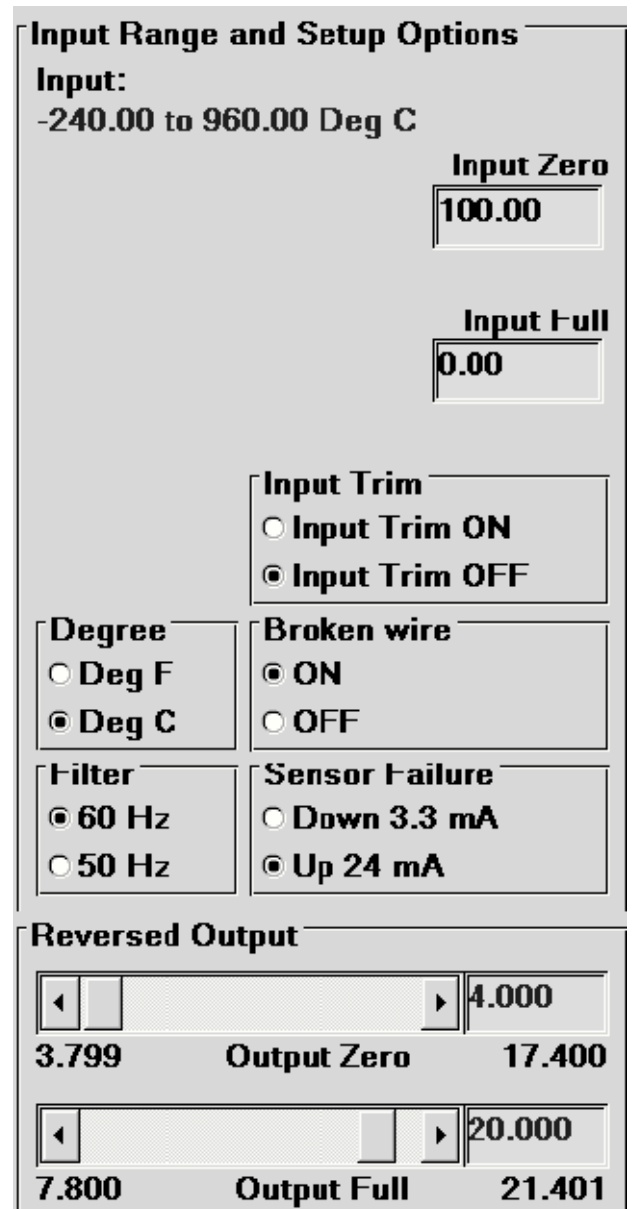 Input Range and Setup Options
Input:
-240.00 to 960.00 Deg C
Input Zero
100.00
Input Full
0.00
Input Trim
Input Trim ON
Input Trim OFF
Degree
Deg F
Deg C
Broken wire
ON
OFF
Filter
60 Hz
50 Hz
Sensor Failure
Down 3.3 mA
Up 24 mA
Reversed Output
4.000
3.799 Output Zero 17.400
20.000
7.800 Output Full 21.401